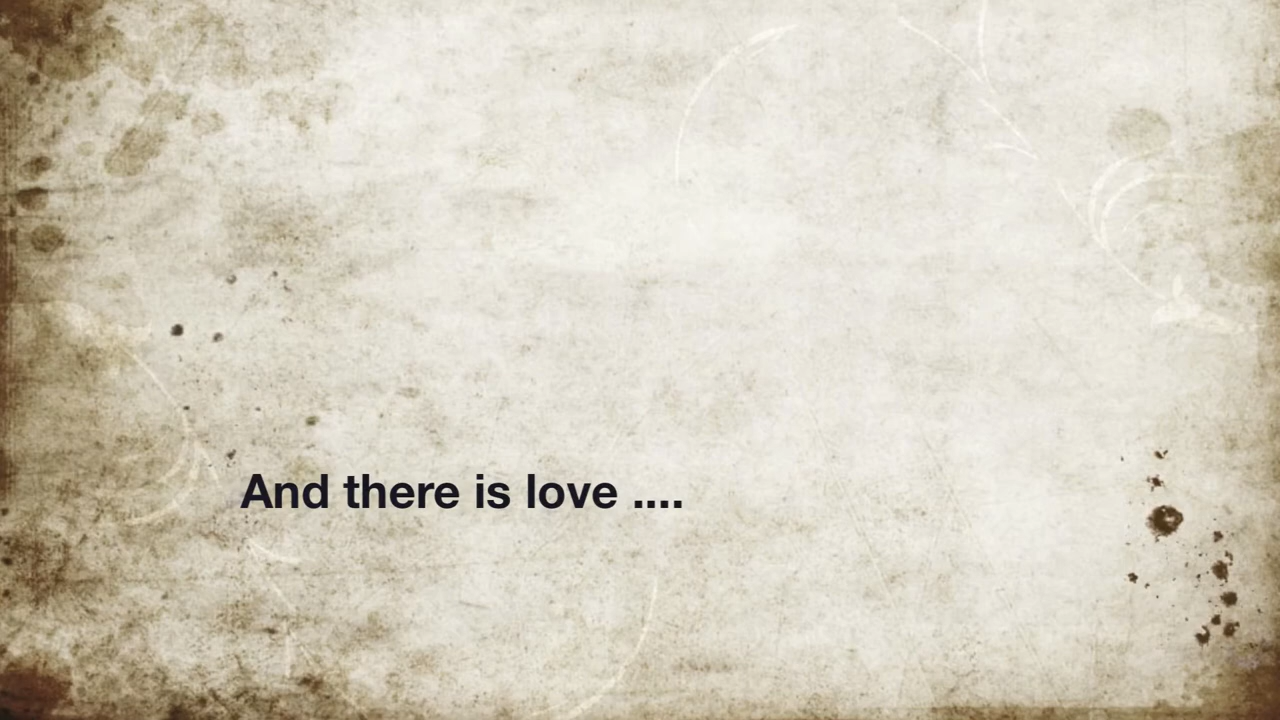 And there is love ....